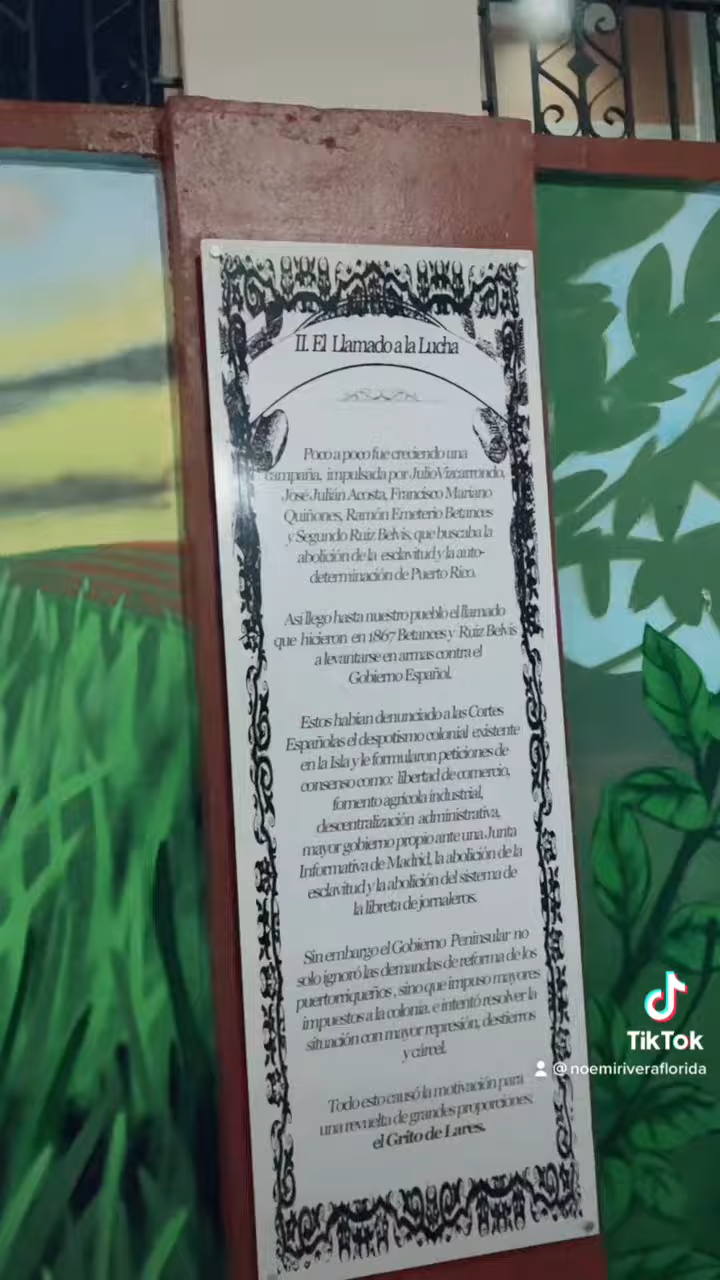 II. El Llamado a la Lucha
Poco a poco fue creciendo una
campaña, impulsada por Julio Vizcarrondo,
José Julián Acosta, Francisco Mariano
Quiñones, Ramón Emeterio Betances
y Segundo Ruiz Belvis, que buscaba la
abolición de la esclavitud y la auto-
determinación de Puerto Rico.
Asi llego hasta nuestro pueblo el llamado
que hicieron en 1867 Betances y Ruiz Belvis
a levantarse en armas contra el
Gobierno Español.
Estos habian denunciado a las Cortes
Españolas el despotismo colonial existente
en la Isla y le formularon peticiones de
consenso como: libertad de comercio,
fomento agrícola índustrial,
descentralización administrativa,
mayor gobierno propio ante una Junta
Informativa de Madrid, la abolición de la
esclavitud y la abolición del sistema de
la libreta de jornaleros.
Sin embargo el Gobierno Peninsular no
solo ignoró las demandas de reforma de los
puertorriqueños, sino que impuso mayores
impuestos a la colonia. e intentó resolver la
situación con mayor represión, destierros
y cárcel.
Todo esto causó la motivación para
una revuelta de grandes proporciones:
el Grito de Lares.
TikTok
@noemiriveraflorida